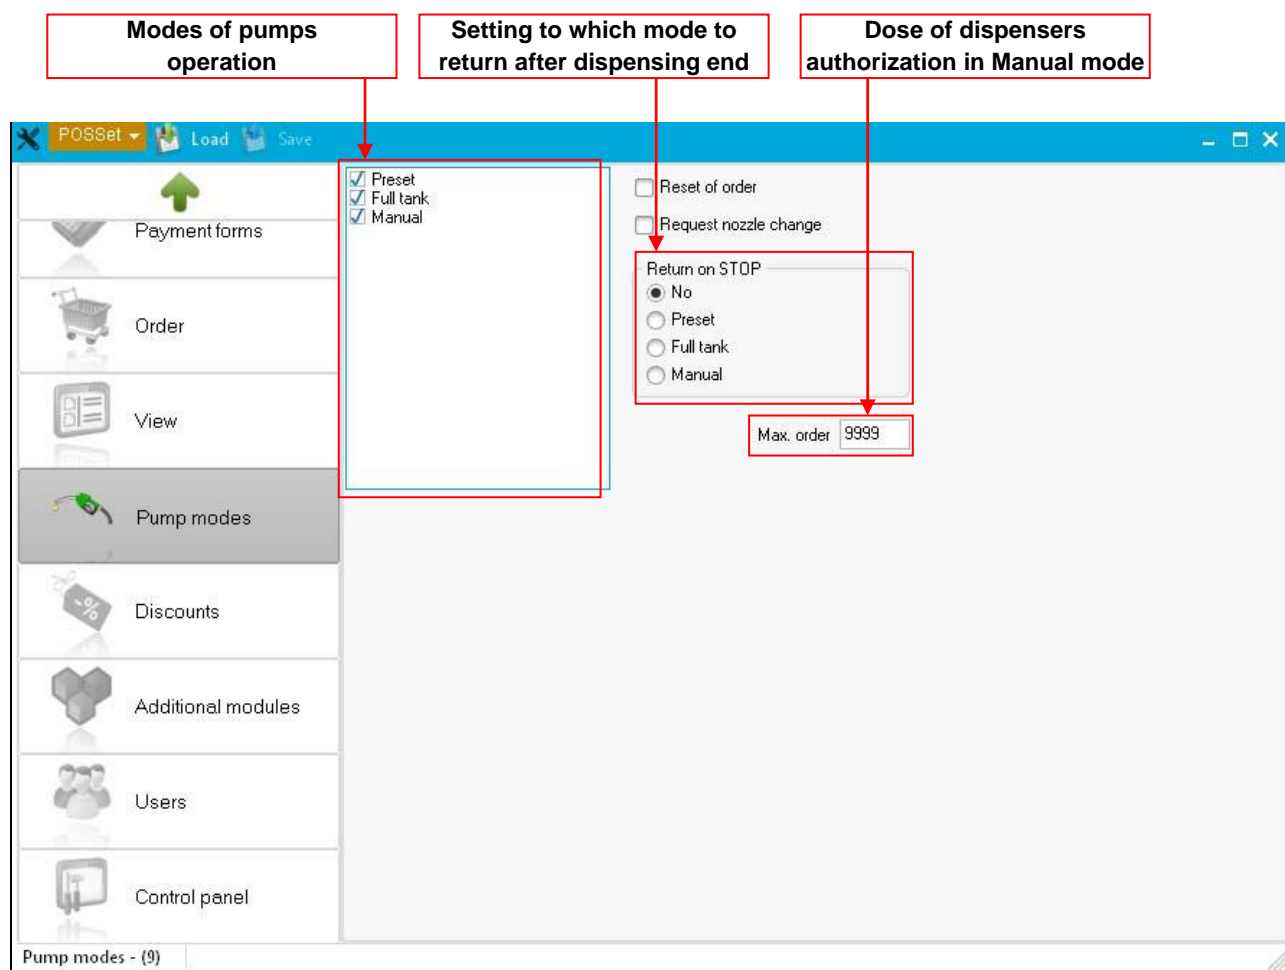 Modes of pumps
operation
Setting to which mode to
return after dispensing end
Dose of dispensers
authorization in Manual mode
POSSet
Load
Save
Payment forms
Order
View
Pump modes
Discounts
Additional modules
Users
Control panel
Preset
Full tank
Manual
Reset of order
Request nozzle change
Return on STOP
No
Preset
Full tank
Manual
Max. order 9999
Pump modes - (9)